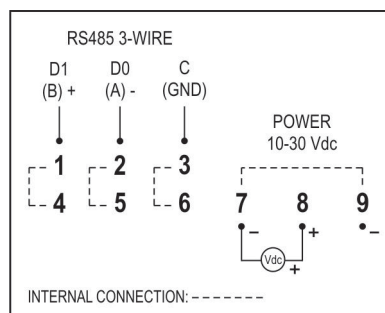 RS485 3-WIRE
D1 D0 C
(B) + (A) - (GND)
POWER
10-30 Vdc
1 2 3
4 5 6 7 8 9
- + -
Vdc +
INTERNAL CONNECTION: - - - - - - -